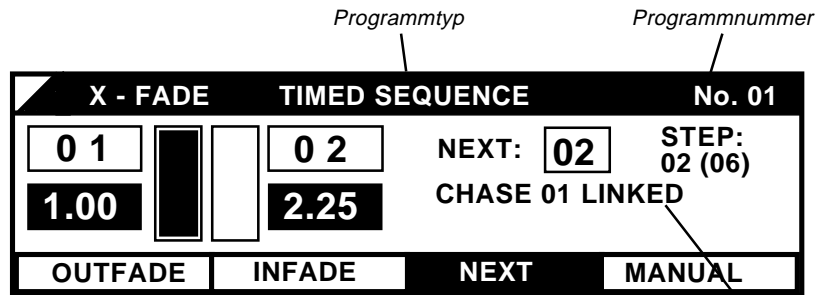 Programmtyp Programmnummer
X - FADE TIMED SEQUENCE No. 01
0 1 0 2 NEXT: 02 STEP:
02 (06)
1.00 2.25 CHASE 01 LINKED
OUTFADE INFADE NEXT MANUAL